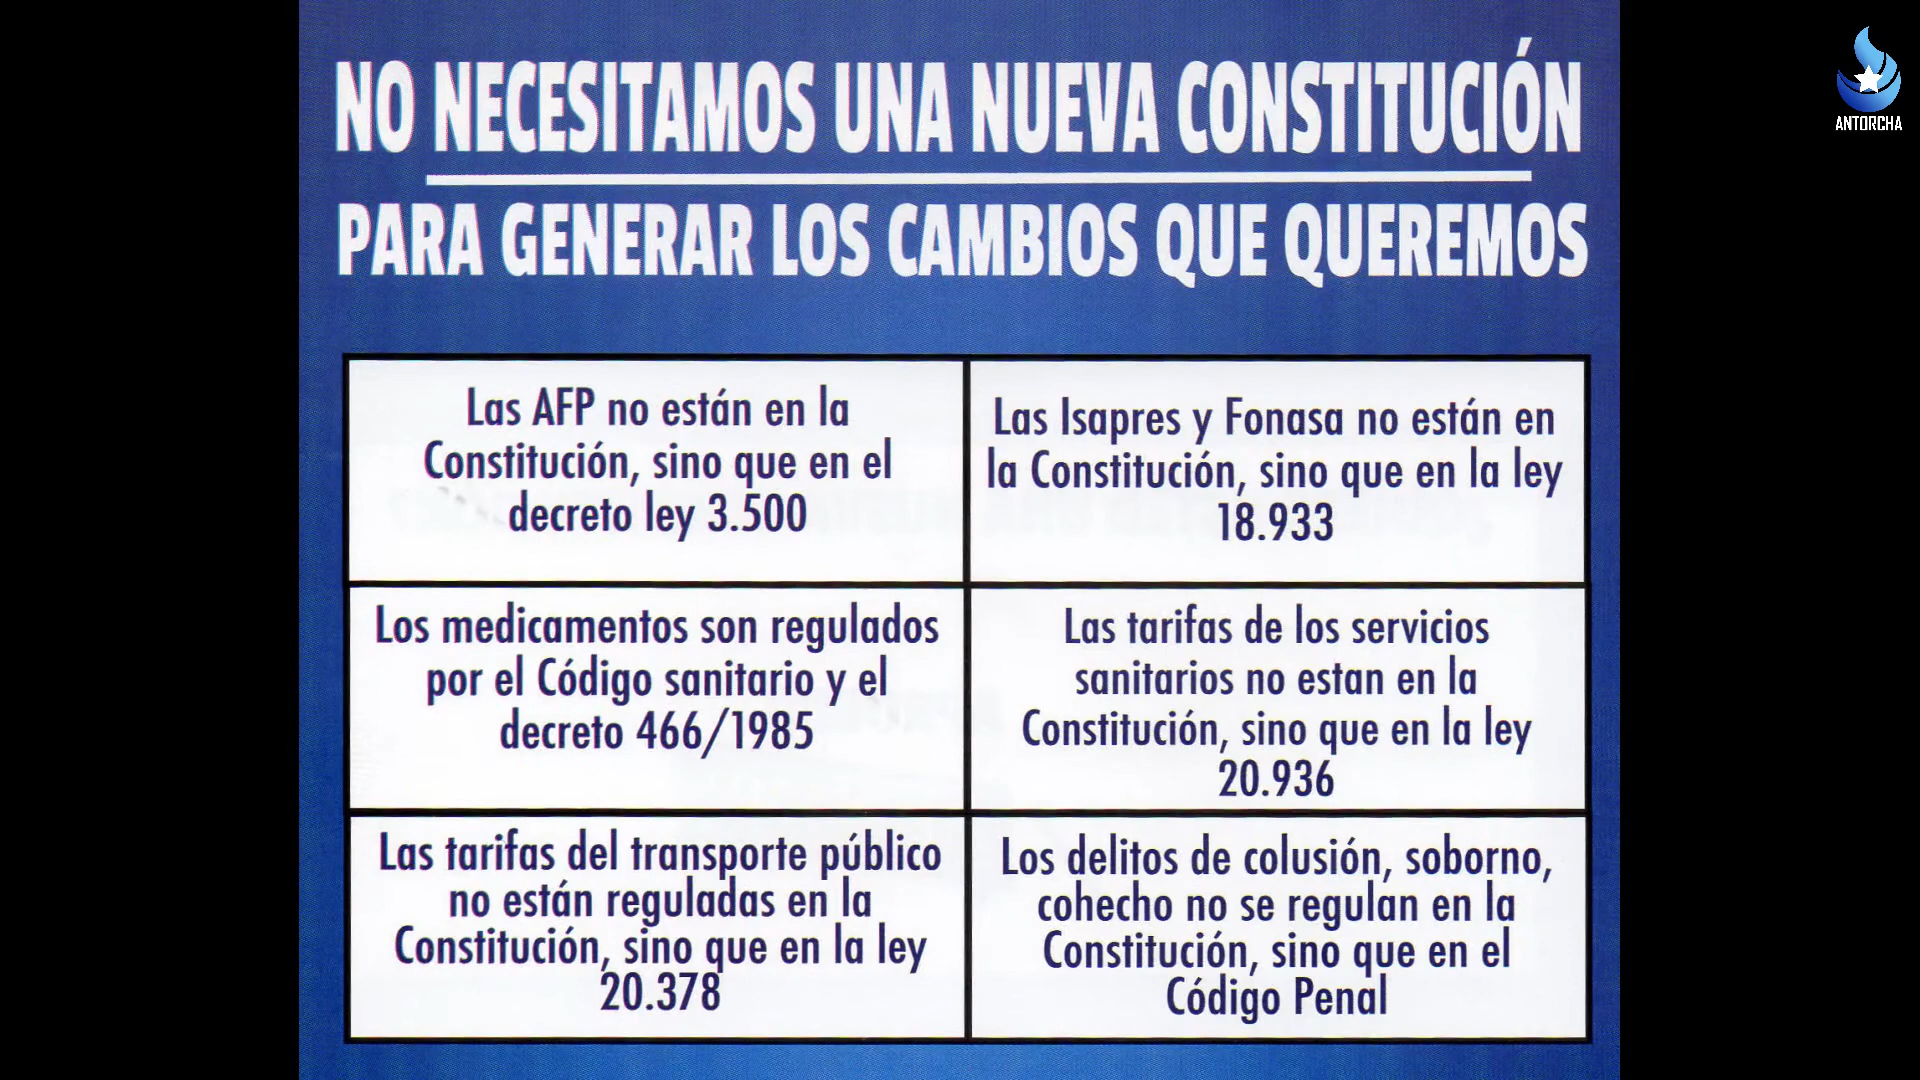 NO NECESITAMOS UNA NUEVA CONSTITUCIÓN
PARA GENERAR LOS CAMBIOS QUE QUEREMOS
ANTORCHA
Las AFP no están en la
Constitución, sino que en el
decreto ley 3.500
Las Isapres y Fonasa no están en
la Constitución, sino que en la ley
18.933
Los medicamentos son regulados
por el Código sanitario y el
decreto 466/1985
Las tarifas de los servicios
sanitarios no estan en la
Constitución, sino que en la ley
20.936
Las tarifas del transporte público
no están reguladas en la
Constitución, sino que en la ley
20.378
Los delitos de colusión, soborno,
cohecho no se regulan en la
Constitución, sino que en el
Código Penal